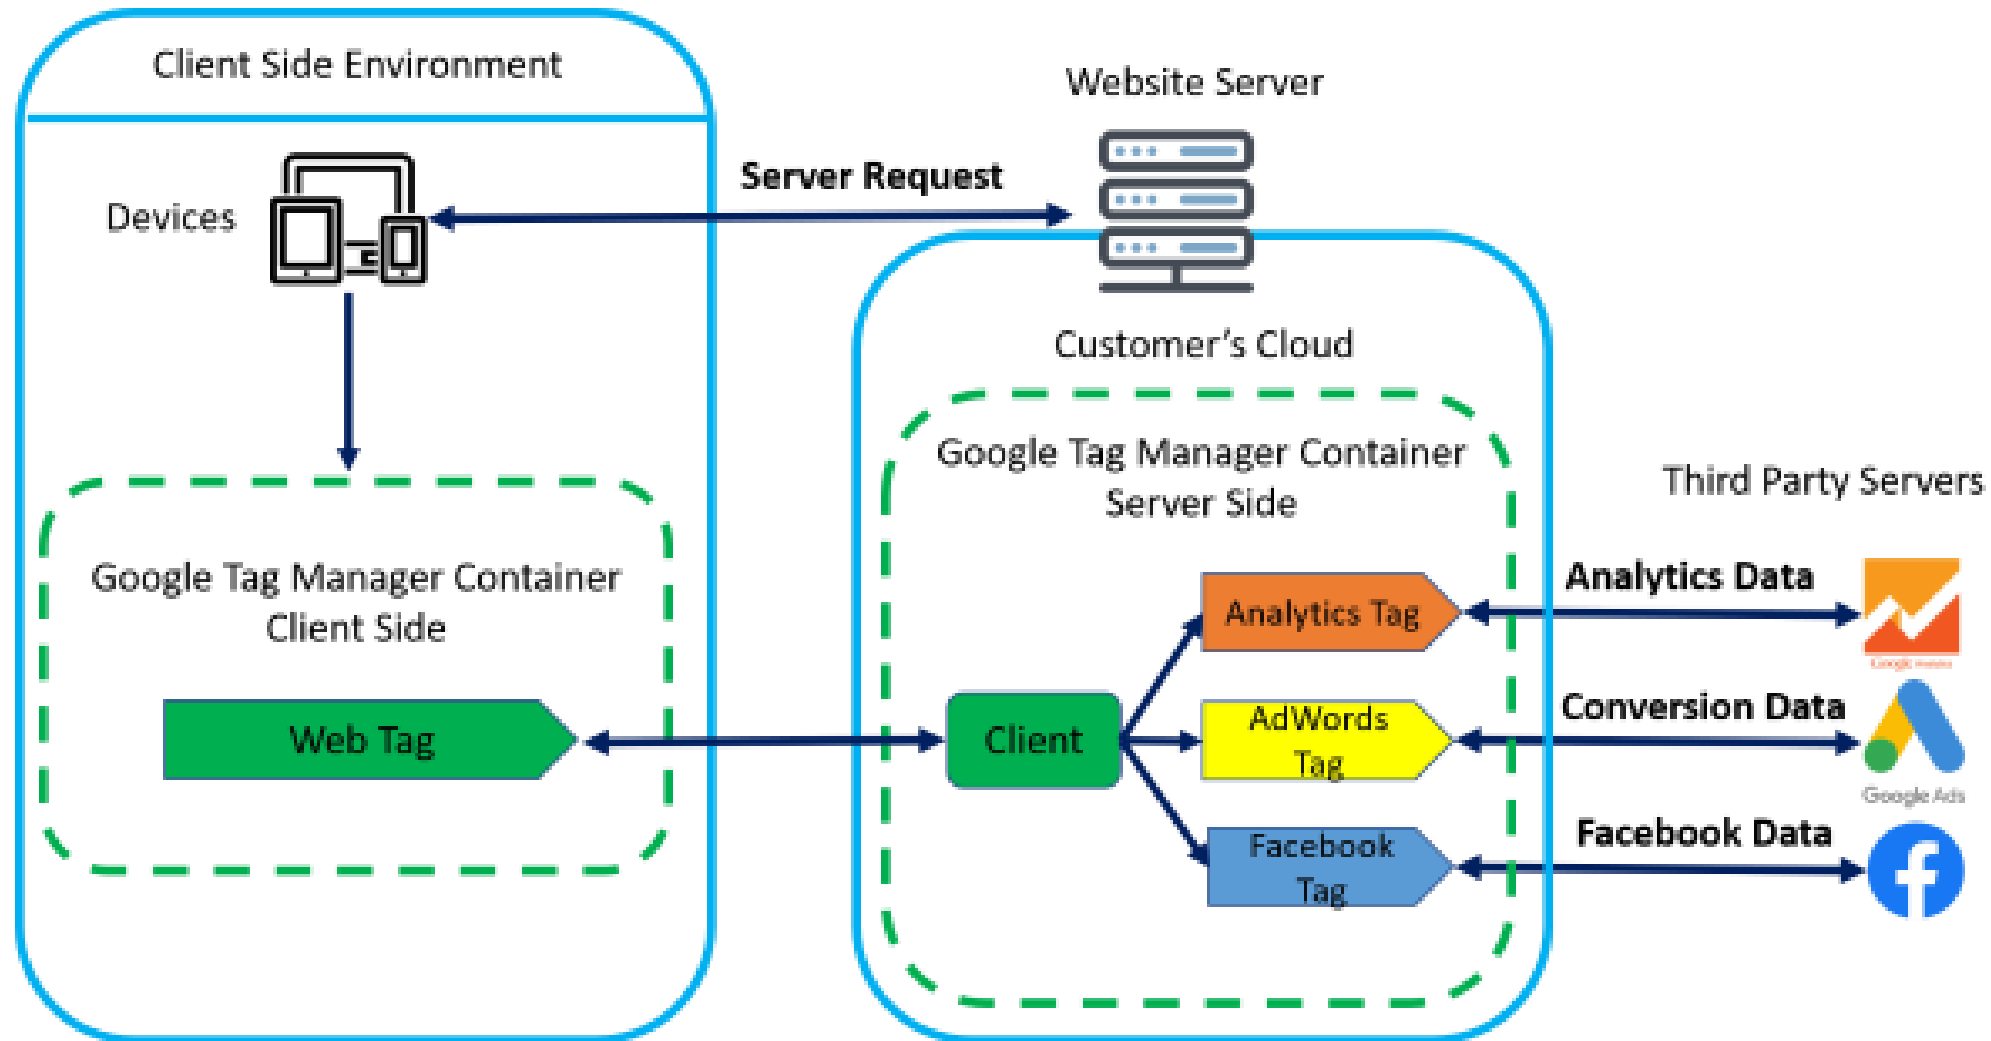 Client Side Environment
Website Server
Server Request
Devices
Customer's Cloud
Google Tag Manager Container
Server Side
Third Party Servers
Google Tag Manager Container
Client Side
Analytics Tag
Analytics Data
Google
Web Tag
Client
AdWords
Tag
Conversion Data
Google Ads
Facebook
Tag
Facebook Data